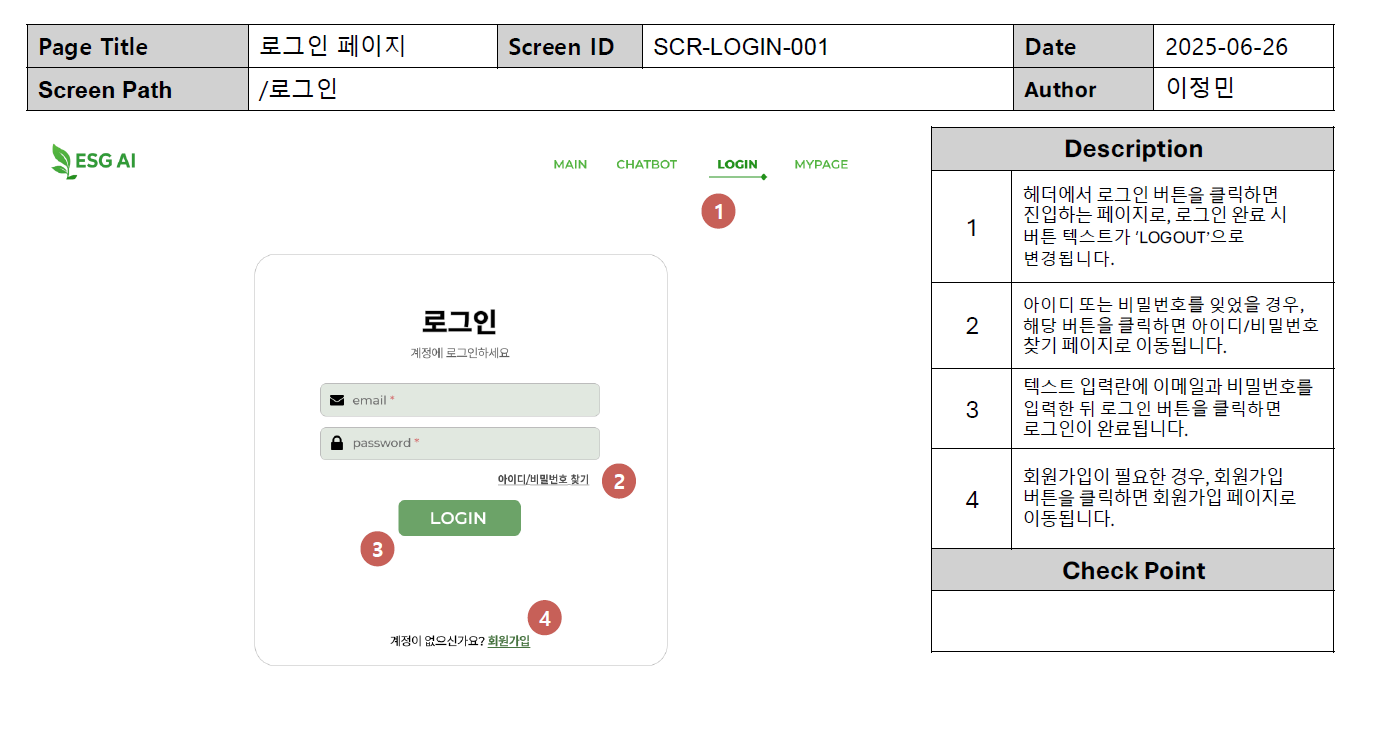 Page Title 로그인 페이지 Screen ID SCR-LOGIN-001 Date 2025-06-26
Screen Path /로그인 Author 이정민
ESG AI
MAIN CHATBOT LOGIN MYPAGE
1
로그인
계정에 로그인하세요
email *
password *
아이디/비밀번호 찾기
2
LOGIN
3
4
계정이 없으신가요? 회원가입
Description
1
헤더에서 로그인 버튼을 클릭하면
진입하는 페이지로, 로그인 완료 시
버튼 텍스트가 ‘LOGOUT’으로
변경됩니다.
2
아이디 또는 비밀번호를 잊었을 경우,
해당 버튼을 클릭하면 아이디/비밀번호
찾기 페이지로 이동됩니다.
3
텍스트 입력란에 이메일과 비밀번호를
입력한 뒤 로그인 버튼을 클릭하면
로그인이 완료됩니다.
4
회원가입이 필요한 경우, 회원가입
버튼을 클릭하면 회원가입 페이지로
이동됩니다.
Check Point